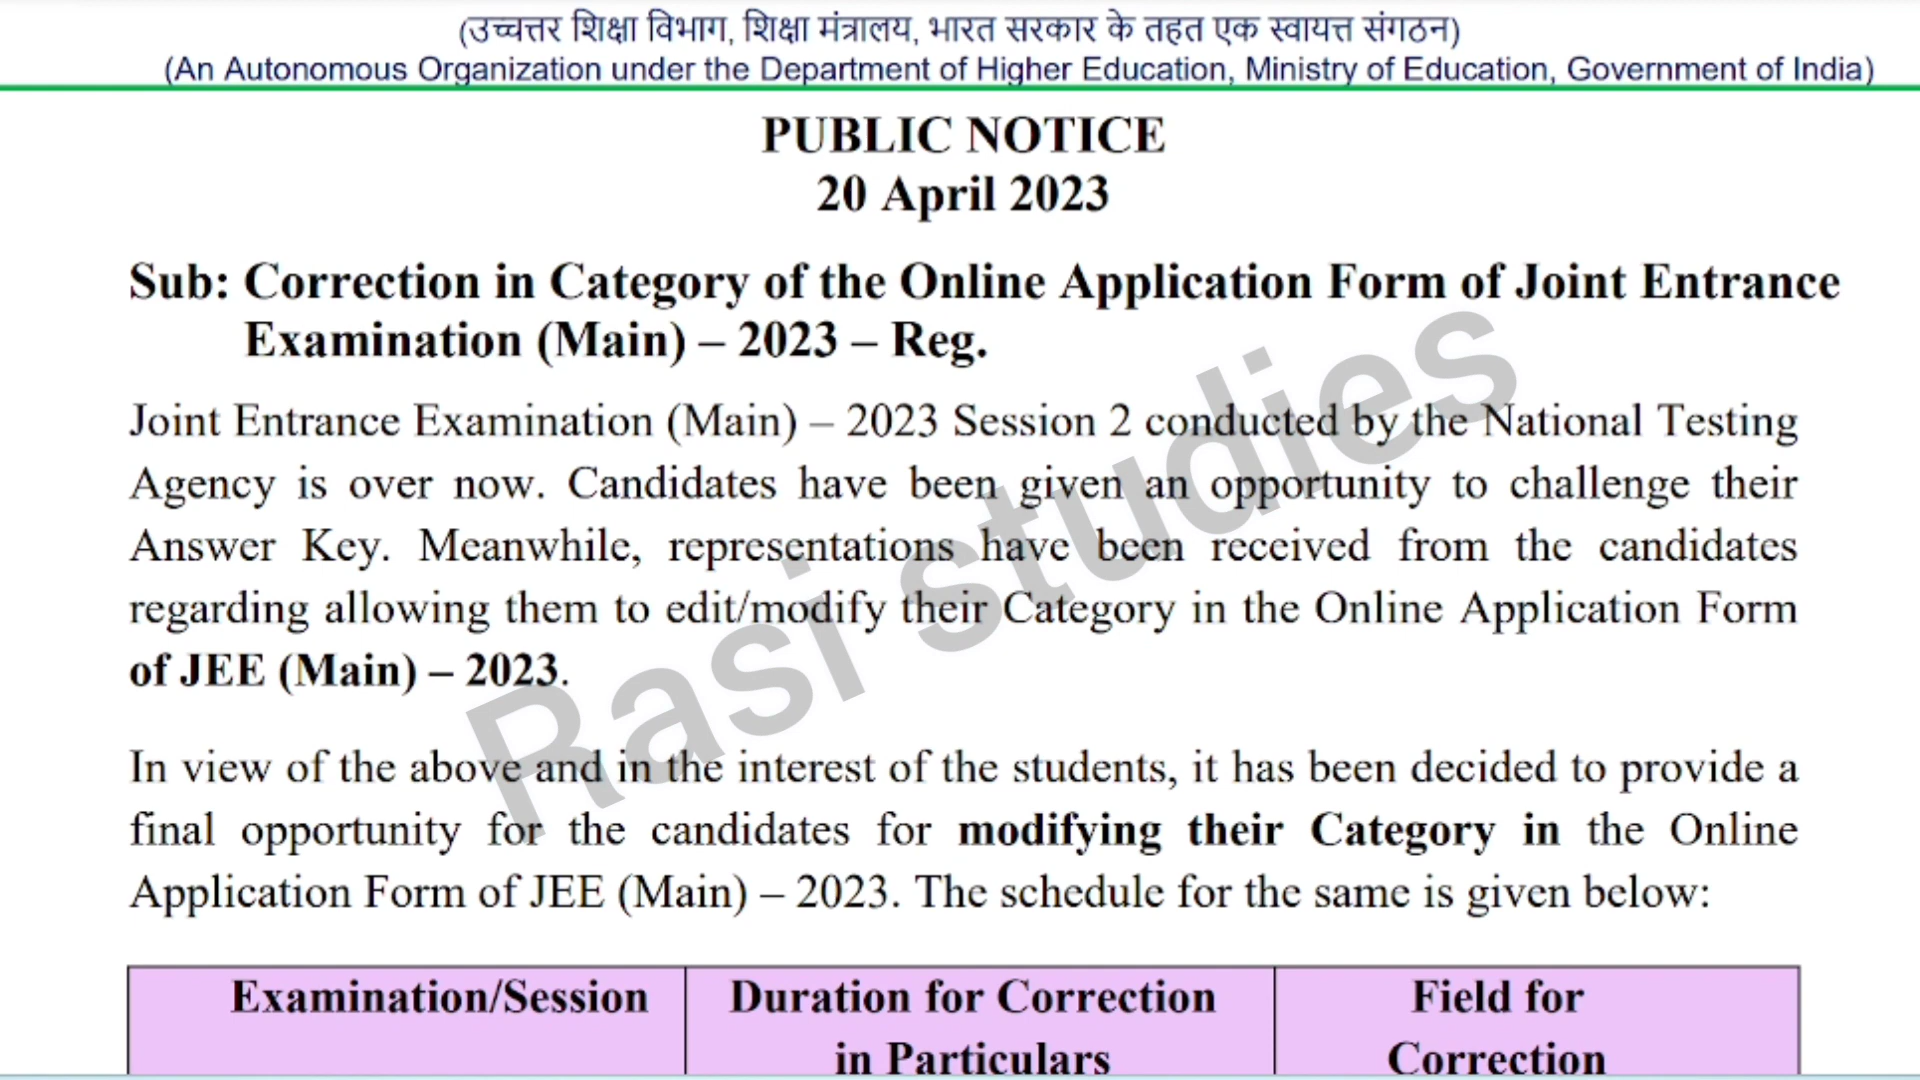 (उच्चत्तर शिक्षा विभाग, शिक्षा मंत्रालय, भारत सरकार के तहत एक स्वायत्त संगठन)
(An Autonomous Organization under the Department of Higher Education, Ministry of Education, Government of India)
PUBLIC NOTICE
20 April 2023
Sub: Correction in Category of the Online Application Form of Joint Entrance
Examination (Main) – 2023 – Reg.
Joint Entrance Examination (Main) – 2023 Session 2 conducted by the National Testing
Agency is over now. Candidates have been given an opportunity to challenge their
Answer Key. Meanwhile, representations have been received from the candidates
regarding allowing them to edit/modify their Category in the Online Application Form
of JEE (Main) – 2023.
In view of the above and in the interest of the students, it has been decided to provide a
final opportunity for the candidates for modifying their Category in the Online
Application Form of JEE (Main) – 2023. The schedule for the same is given below:
Examination/Session
Duration for Correction
in Particulars
Field for
Correction
Rasi studies